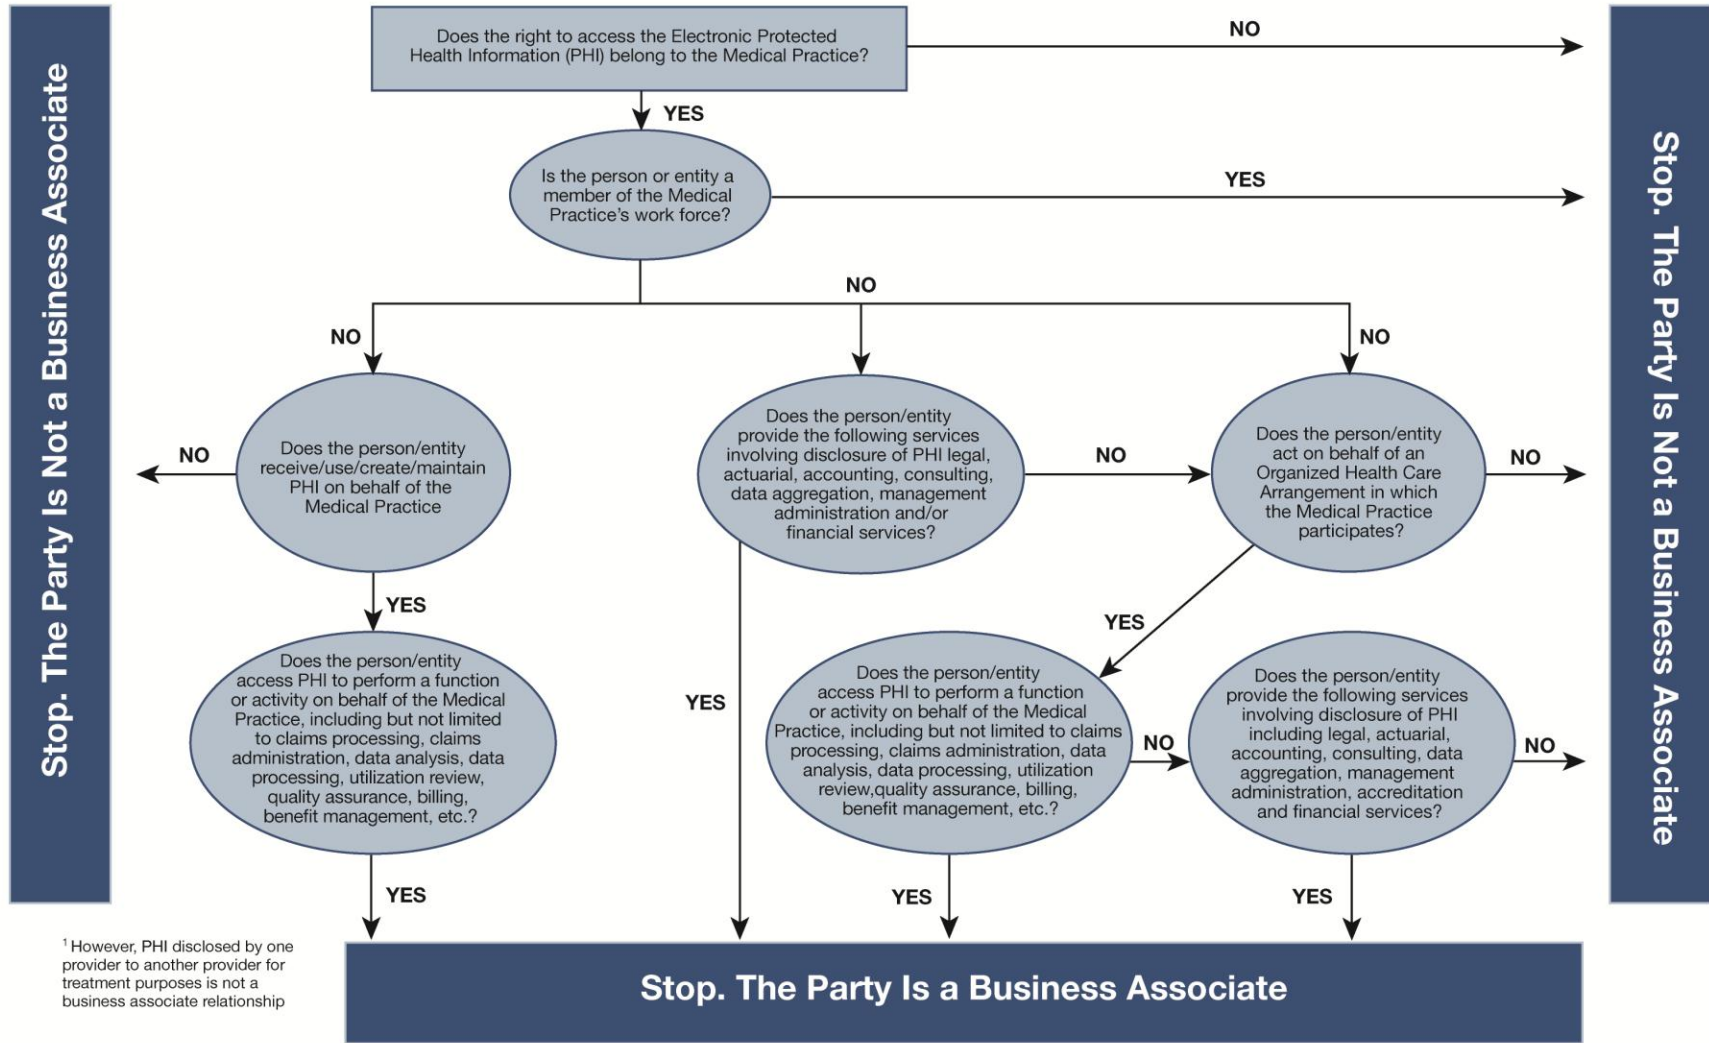 Stop. The Party Is Not a Business Associate
Does the right to access the Electronic Protected
Health Information (PHI) belong to the Medical Practice?
NO
YES
Is the person or entity a
member of the Medical
Practice's work force?
YES
NO
NO
NO
Does the person/entity
receive/use/create/maintain
PHI on behalf of the
Medical Practice
NO
YES
Does the person/entity
provide the following services
involving disclosure of PHI legal,
actuarial, accounting, consulting,
data aggregation, management
administration and/or
financial services?
NO
YES
Does the person/entity
act on behalf of an
Organized Health Care
Arrangement in which
the Medical Practice
participates?
NO
YES
Does the person/entity
access PHI to perform a function
or activity on behalf of the Medical
Practice, including but not limited
to claims processing, claims
administration, data analysis, data
processing, utilization review,
quality assurance, billing,
benefit management, etc.?
YES
Does the person/entity
access PHI to perform a function
or activity on behalf of the Medical
Practice, including but not limited to claims
processing, claims administration, data
analysis, data processing, utilization
review,quality assurance, billing,
benefit management, etc.?
NO
YES
Does the person/entity
provide the following services
involving disclosure of PHI
including legal, actuarial,
accounting, consulting, data
aggregation, management
administration, accreditation
and financial services?
NO
YES
Stop. The Party Is Not a Business Associate
1 However, PHI disclosed by one
provider to another provider for
treatment purposes is not a
business associate relationship
Stop. The Party Is a Business Associate